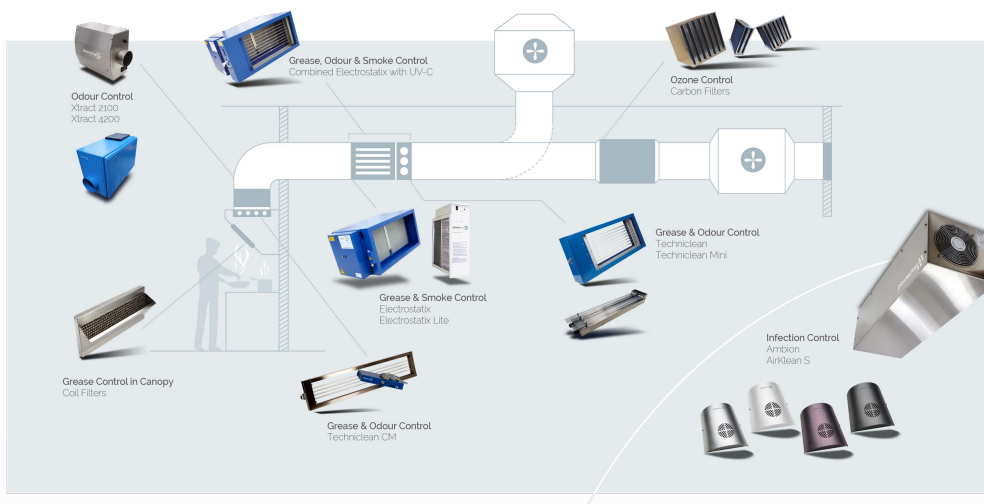 Grease, Odour & Smoke Control
Combined Electrostatix with UV-C
Ozone Control
Carbon Filters
Odour Control
Xtract 2100
Xtract 4200
Grease & Odour Control
Techniclean
Techniclean Mini
Grease & Smoke Control
Electrostatix
Electrostatix Lite
Infection Control
Ambion
AirKlean S
Grease Control in Canopy
Coil Filters
Grease & Odour Control
Techniclean CM